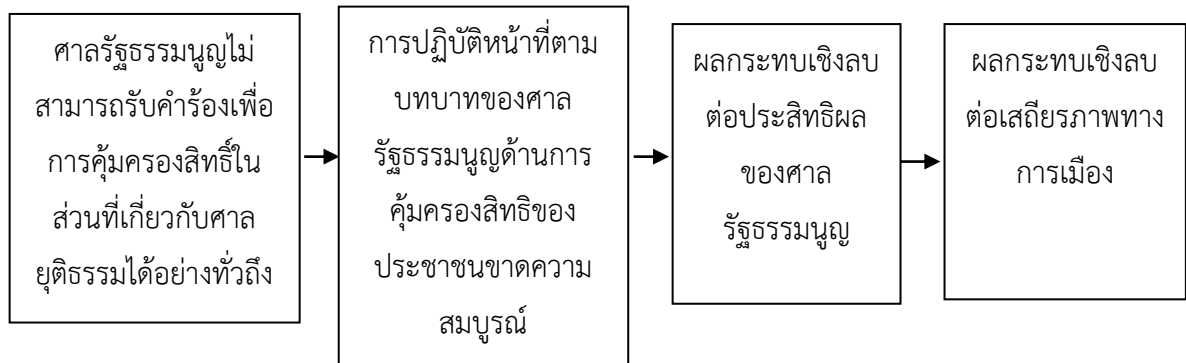 ศาลรัฐธรรมนูญไม่
สามารถรับคำร้องเพื่อ
การคุ้มครองสิทธิ์ใน
ส่วนที่เกี่ยวกับศาล
ยุติธรรมได้อย่างทั่วถึง
การปฏิบัติหน้าที่ตาม
บทบาทของศาล
รัฐธรรมนูญด้านการ
คุ้มครองสิทธิของ
ประชาชนขาดความ
สมบูรณ์
ผลกระทบเชิงลบ
ต่อประสิทธิผล
ของศาล
รัฐธรรมนูญ
ผลกระทบเชิงลบ
ต่อเสถียรภาพทาง
การเมือง